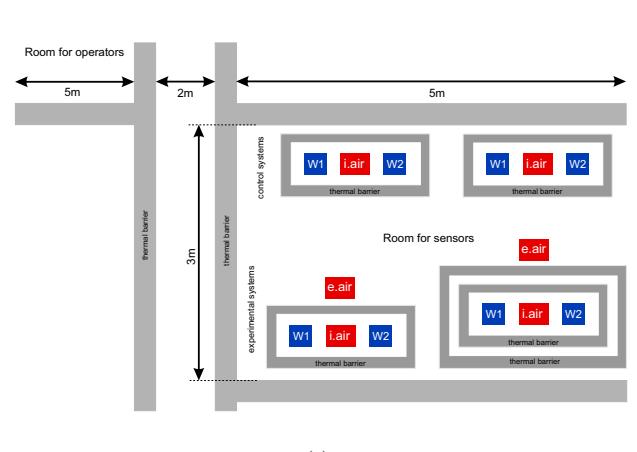 Room for operators
5m
2m
5m
control systems
W1 i.air W2
thermal barrier
W1 i.air W2
thermal barrier
thermal barrier
thermal barrier
3m
Room for sensors
experimental systems
e.air
W1 i.air W2
thermal barrier
e.air
W1 i.air W2
thermal barrier
thermal barrier